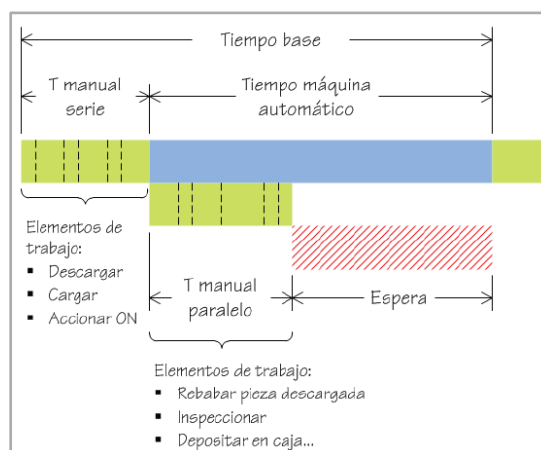 Tiempo base
T manual
serie
Tiempo máquina
automático
Elementos de
trabajo:
▪ Descargar
▪ Cargar
▪ Accionar ON
T manual
paralelo
Espera
Elementos de trabajo:
▪ Rebabar pieza descargada
▪ Inspeccionar
▪ Depositar en caja...